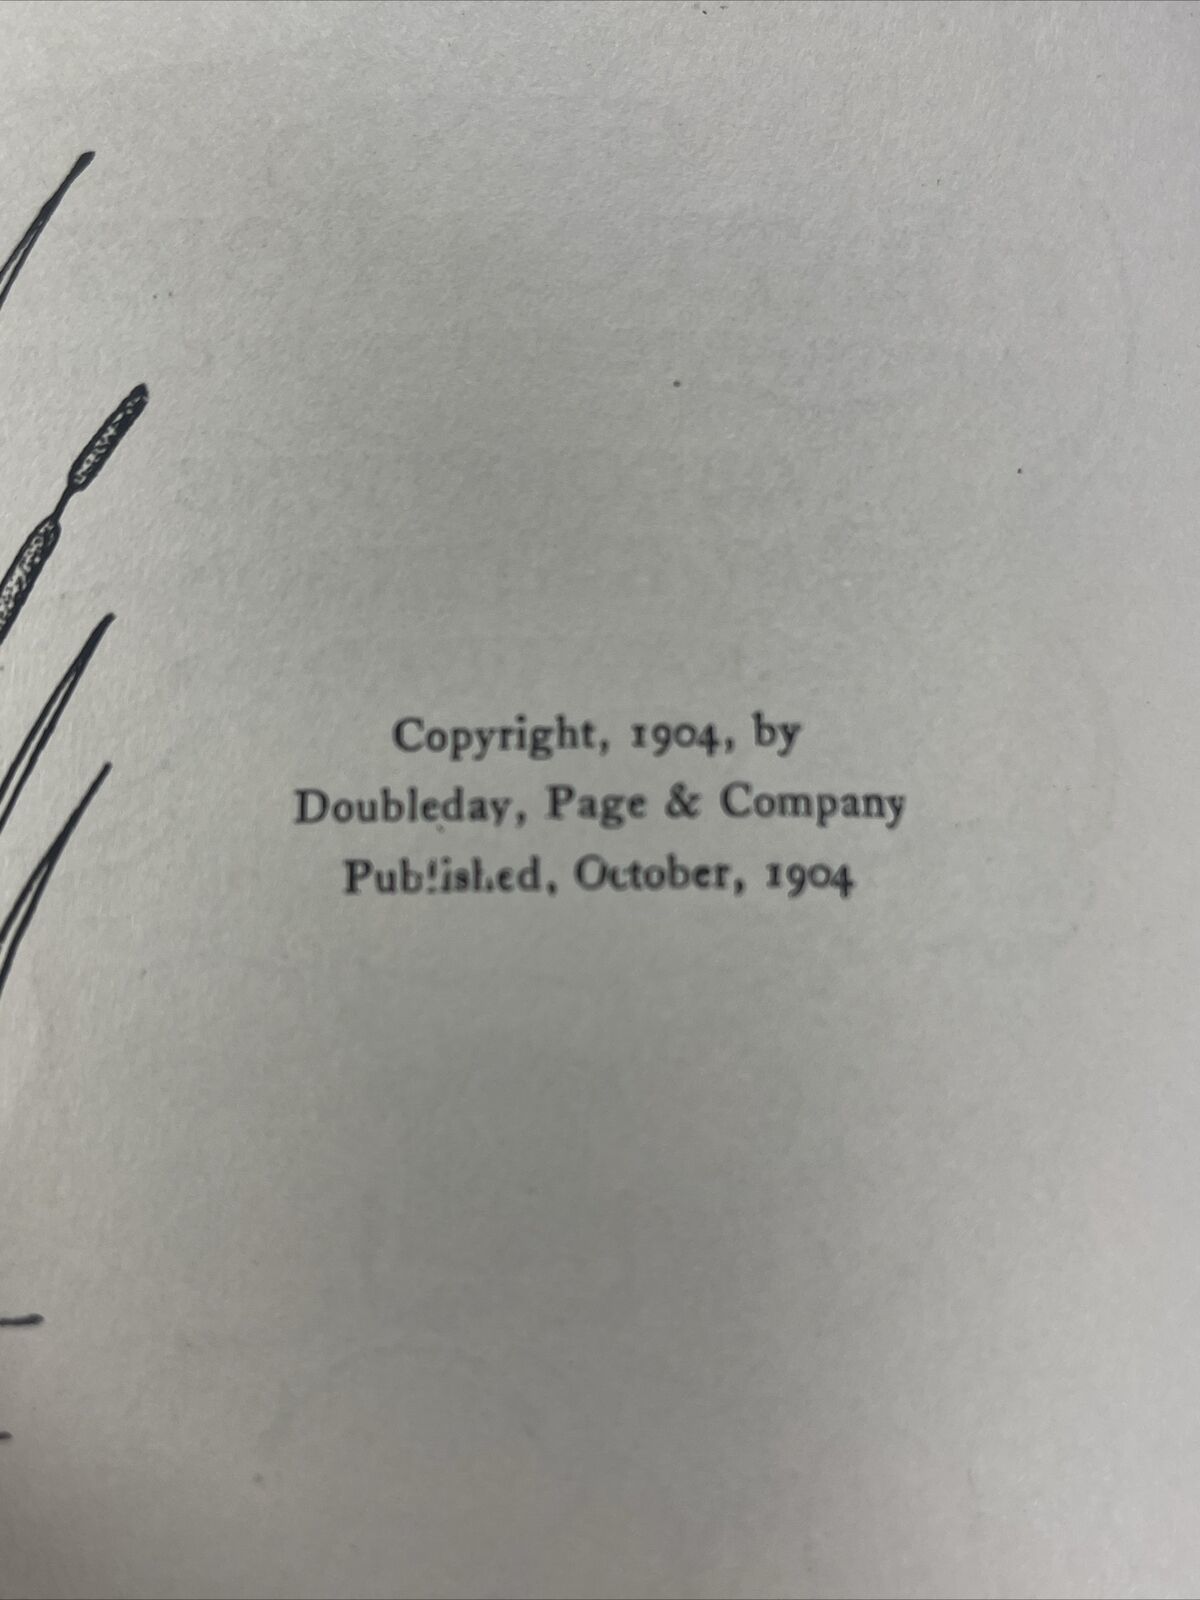 Copyright, 1904, by
Doubleday, Page & Company
Published, October, 1904